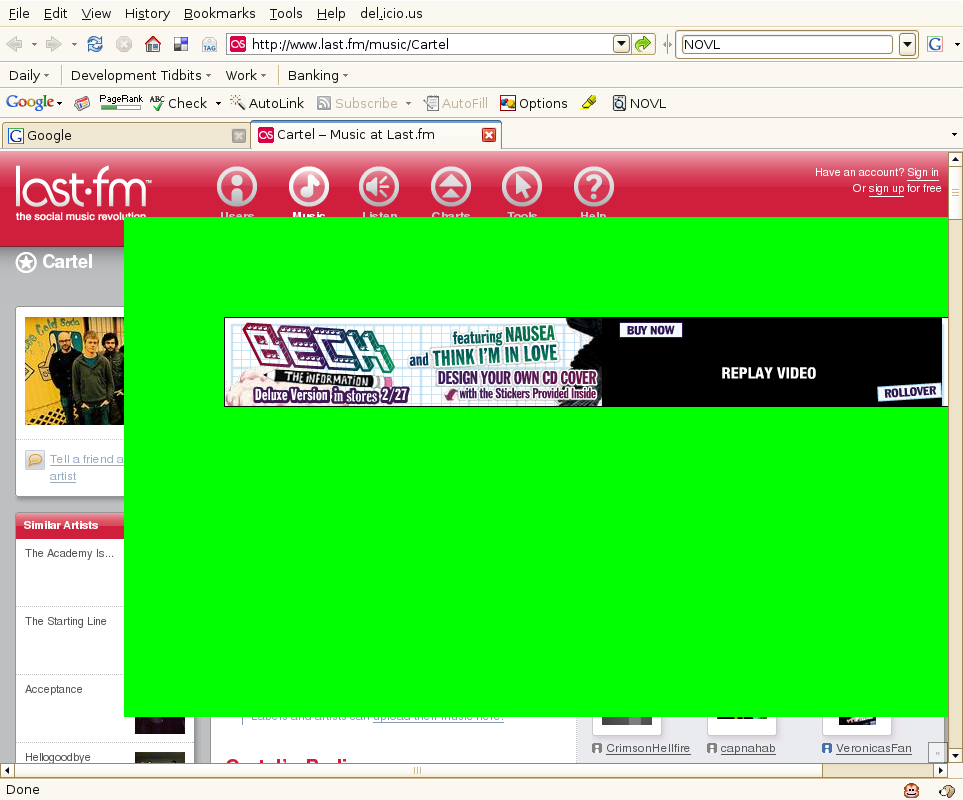 File Edit View History Bookmarks Tools Help del.icio.us
TAG http://www.last.fm/music/Cartel NOVL G
Daily Development Tidbits Work Banking
Google PageRank ABC Check AutoLink Subscribe AutoFill Options NOVL
G Google Cartel – Music at Last.fm
last.fm™
the social music revolution
Users Music Listen Charts Tools Help
Have an account? Sign in
Or sign up for free
Cartel
BECK
THE INFORMATION
Deluxe Version in stores 2/27
featuring NAUSEA
and THINK I'M IN LOVE
DESIGN YOUR OWN CD COVER
with the Stickers Provided Inside
BUY NOW
REPLAY VIDEO
ROLLOVER
Tell a friend a
artist
Similar Artists
The Academy Is...
The Starting Line
Acceptance
Hellogoodbye
Labels and artists can upload their music here.
CrimsonHellfire capnahab VeronicasFan
Cartel's Radio
Done